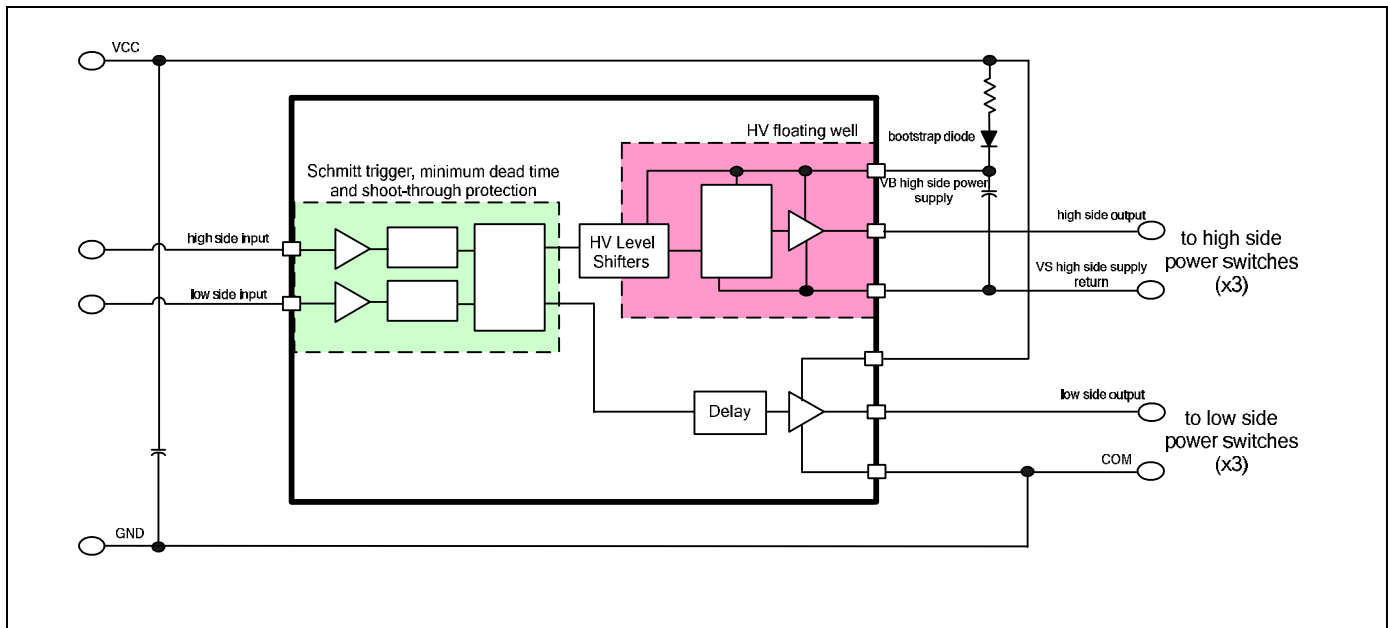 VCC
HV floating well
bootstrap diode
Schmitt trigger, minimum dead time
and shoot-through protection
VB high side power
supply
high side input
HV Level
Shifters
high side output
to high side
power switches
(x3)
VS high side supply
return
low side input
Delay
low side output
to low side
power switches
(x3)
COM
GND